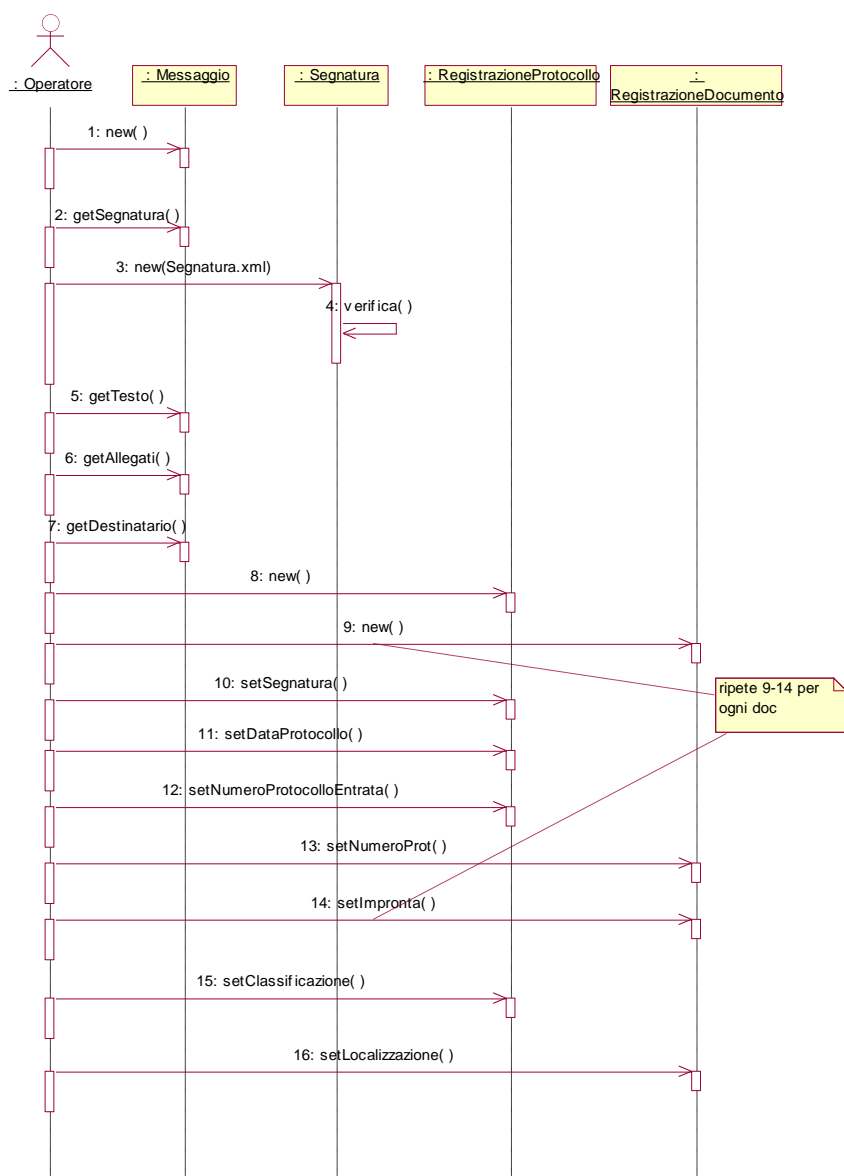 : Operatore
: Messaggio
: Segnatura
: RegistrazioneProtocollo
:
RegistrazioneDocumento
1: new( )
2: getSegnatura( )
3: new(Segnatura.xml)
4: verifica( )
5: getTesto( )
6: getAllegati( )
7: getDestinatario( )
8: new( )
9: new( )
ripete 9-14 per
ogni doc
10: setSegnatura( )
11: setDataProtocollo( )
12: setNumeroProtocolloEntrata( )
13: setNumeroProt( )
14: setImpronta( )
15: setClassificazione( )
16: setLocalizzazione( )